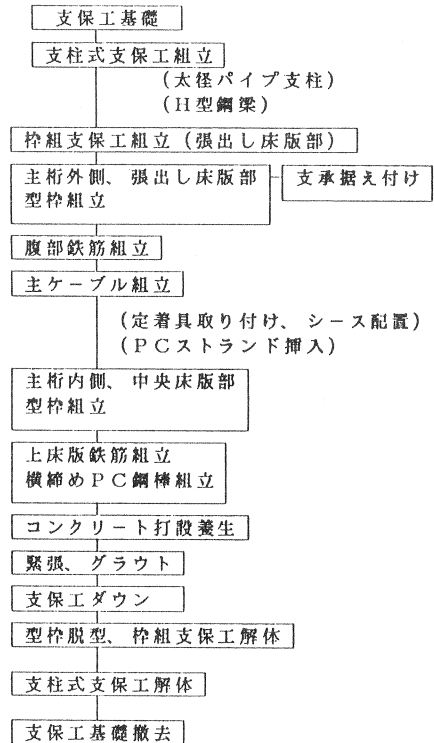 支保工基礎
支柱式支保工組立
(太径パイプ支柱)
(H型鋼梁)
枠組支保工組立(張出し床版部)
主桁外側、張出し床版部
型枠組立
支承据え付け
腹部鉄筋組立
主ケーブル組立
(定着具取り付け、シース配置)
(PCストランド挿入)
主桁内側、中央床版部
型枠組立
上床版鉄筋組立
横締めPC鋼棒組立
コンクリート打設養生
緊張、グラウト
支保工ダウン
型枠脱型、枠組支保工解体
支柱式支保工解体
支保工基礎撤去